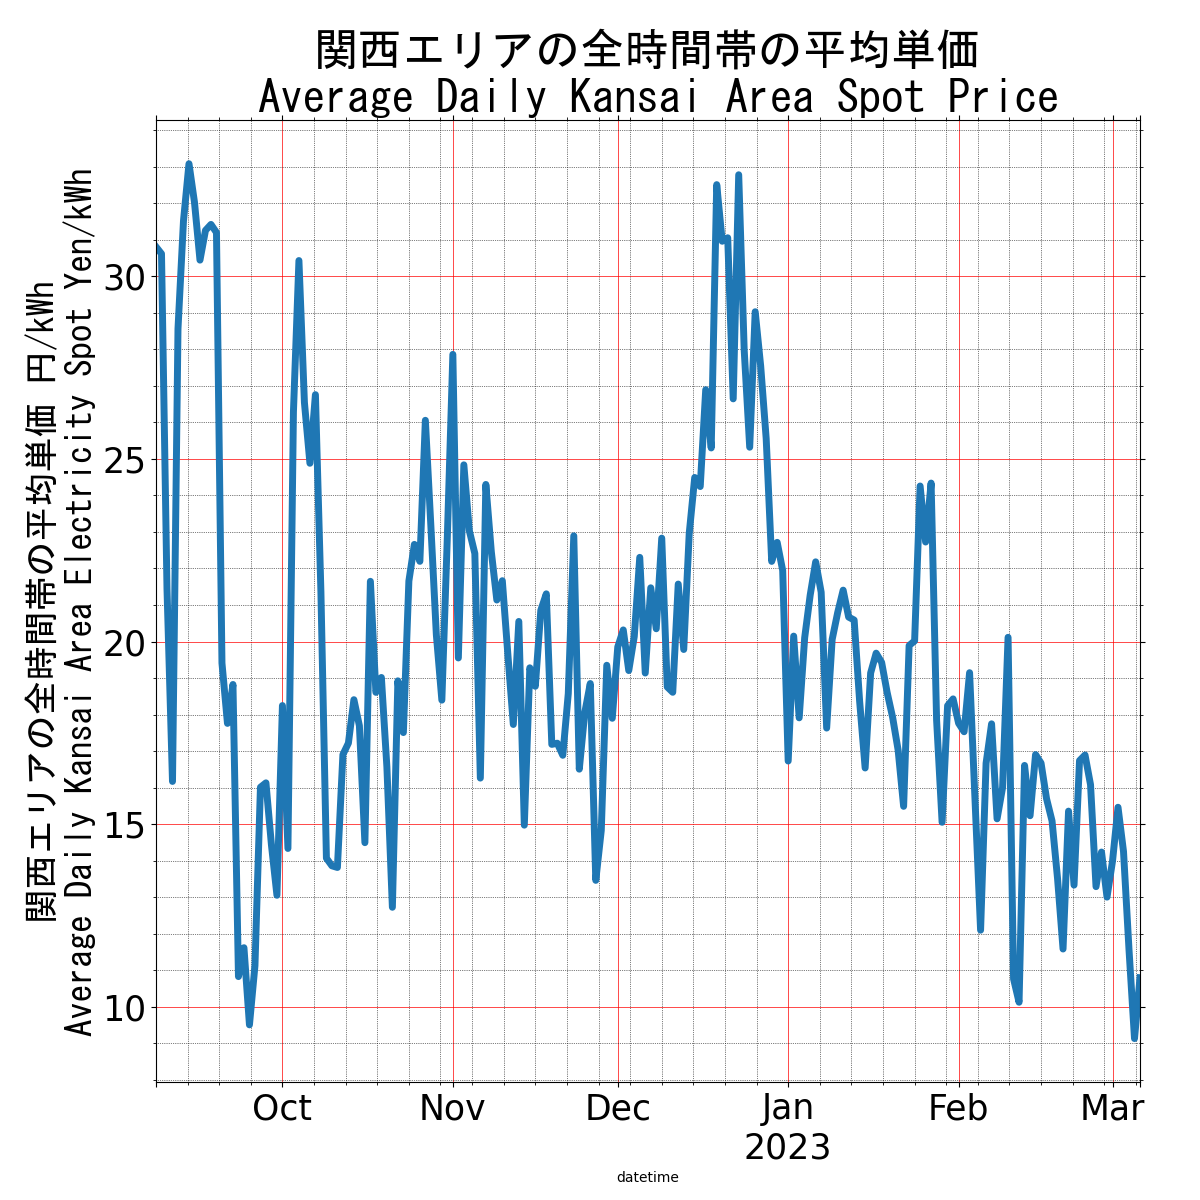 関西エリアの全時間帯の平均単価
Average Daily Kansai Area Spot Price
関西エリアの全時間帯の平均単価 円/kWh
Average Daily Kansai Area Electricity Spot Yen/kWh
30
25
20
15
10
Oct
Nov
Dec
Jan
2023
Feb
Mar
datetime